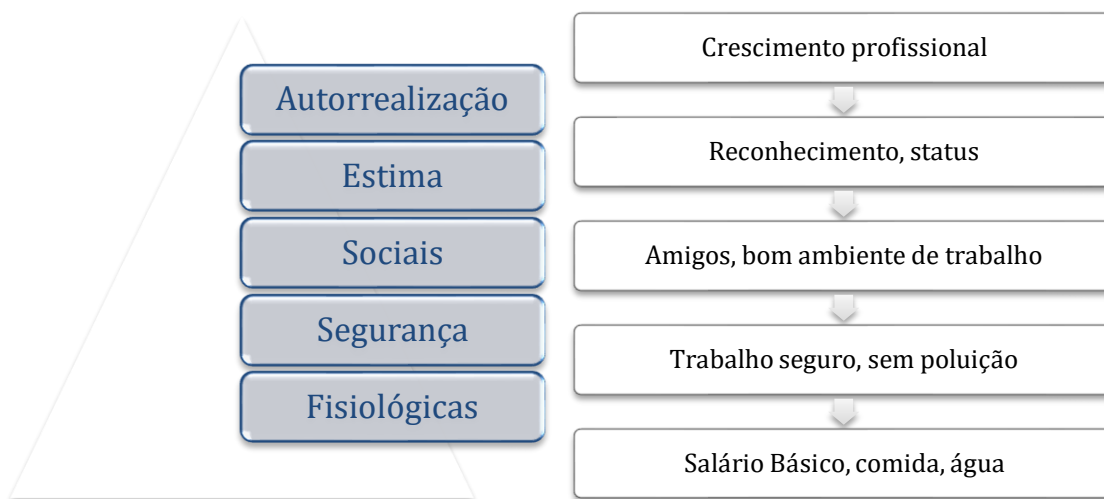 Crescimento profissional
Autorrealização
Reconhecimento, status
Estima
Amigos, bom ambiente de trabalho
Sociais
Trabalho seguro, sem poluição
Segurança
Fisiológicas
Salário Básico, comida, água